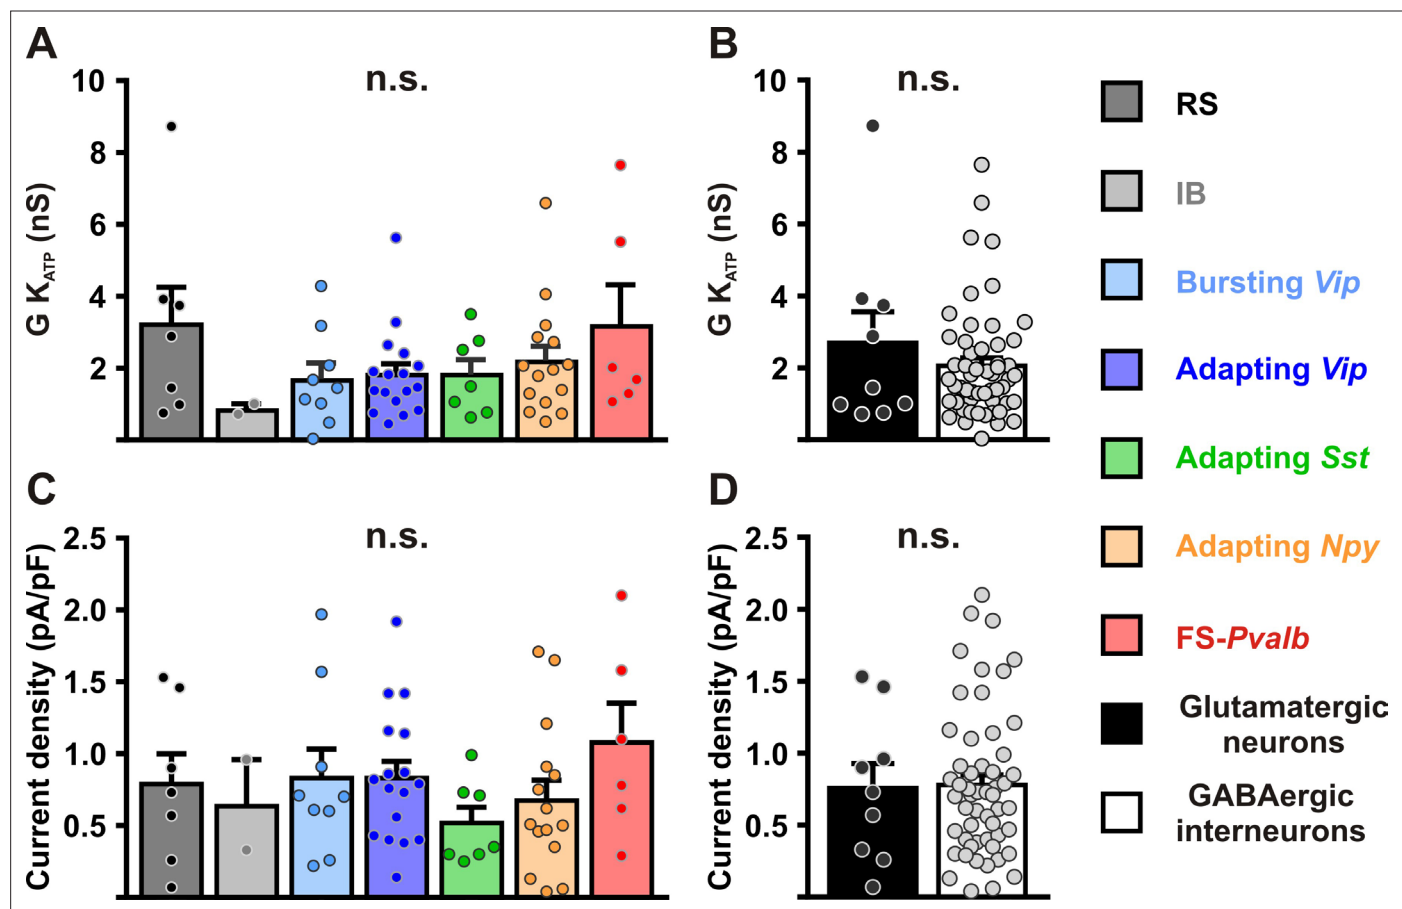 A
n.s.
10
8
6
4
2
G KATP (nS)
B
n.s.
10
8
6
4
2
G KATP (nS)
C
n.s.
2.5
2.0
1.5
1.0
0.5
Current density (pA/pF)
D
n.s.
2.5
2.0
1.5
1.0
0.5
Current density (pA/pF)
RS
IB
Bursting Vip
Adapting Vip
Adapting Sst
Adapting Npy
FS-Pvalb
Glutamatergic
neurons
GABAergic
interneurons